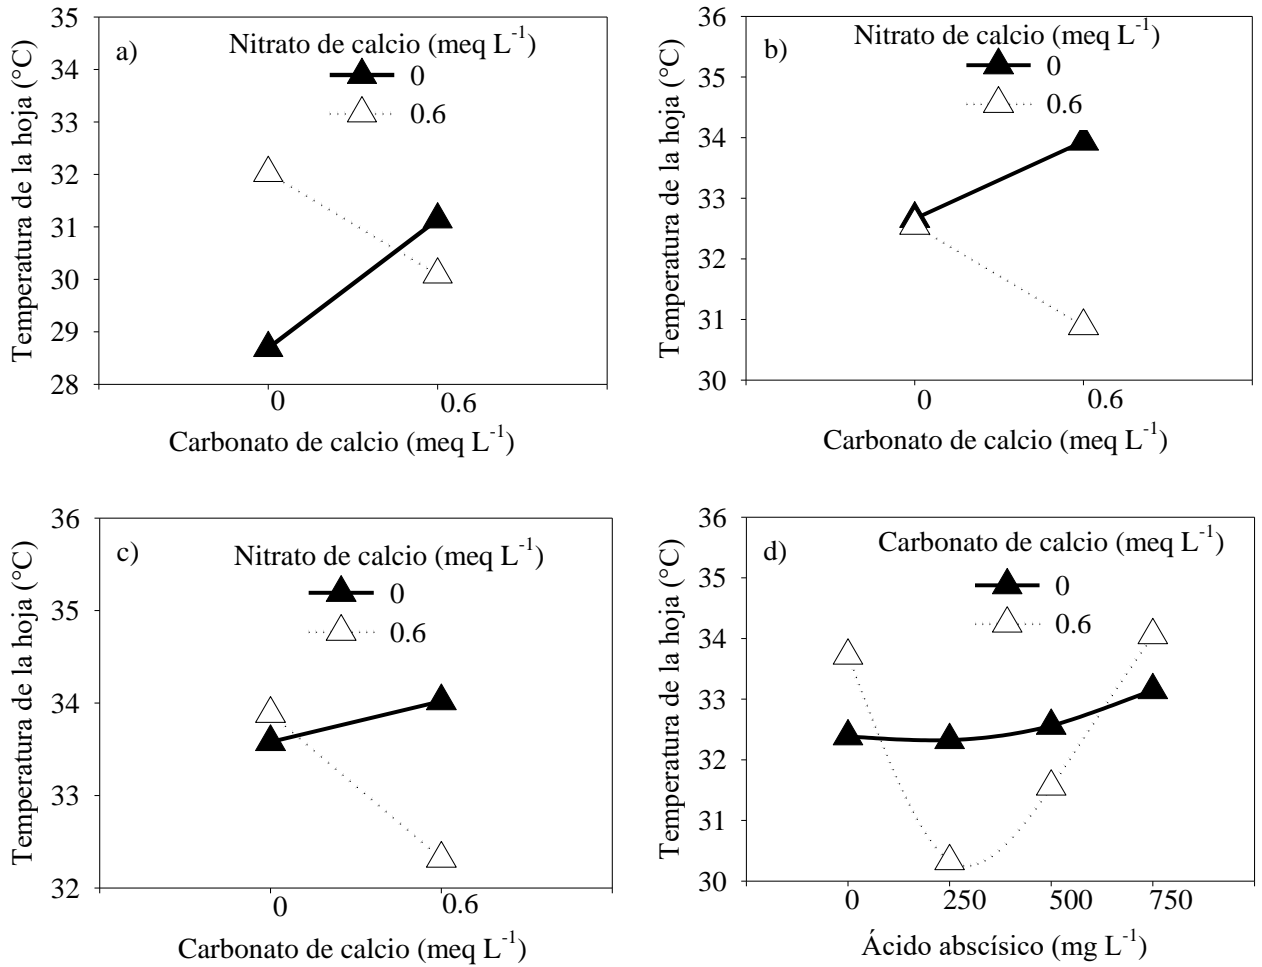 a)
Nitrato de calcio (meq L-1)
0
0.6
35
34
33
32
31
30
29
28
Temperatura de la hoja (°C)
0
0.6
Carbonato de calcio (meq L-1)
b)
Nitrato de calcio (meq L-1)
0
0.6
36
35
34
33
32
31
30
Temperatura de la hoja (°C)
0
0.6
Carbonato de calcio (meq L-1)
c)
Nitrato de calcio (meq L-1)
0
0.6
36
35
34
33
32
Temperatura de la hoja (°C)
0
0.6
Carbonato de calcio (meq L-1)
d)
Carbonato de calcio (meq L-1)
0
0.6
36
35
34
33
32
31
30
Temperatura de la hoja (°C)
0
250
500
750
Ácido abscísico (mg L-1)